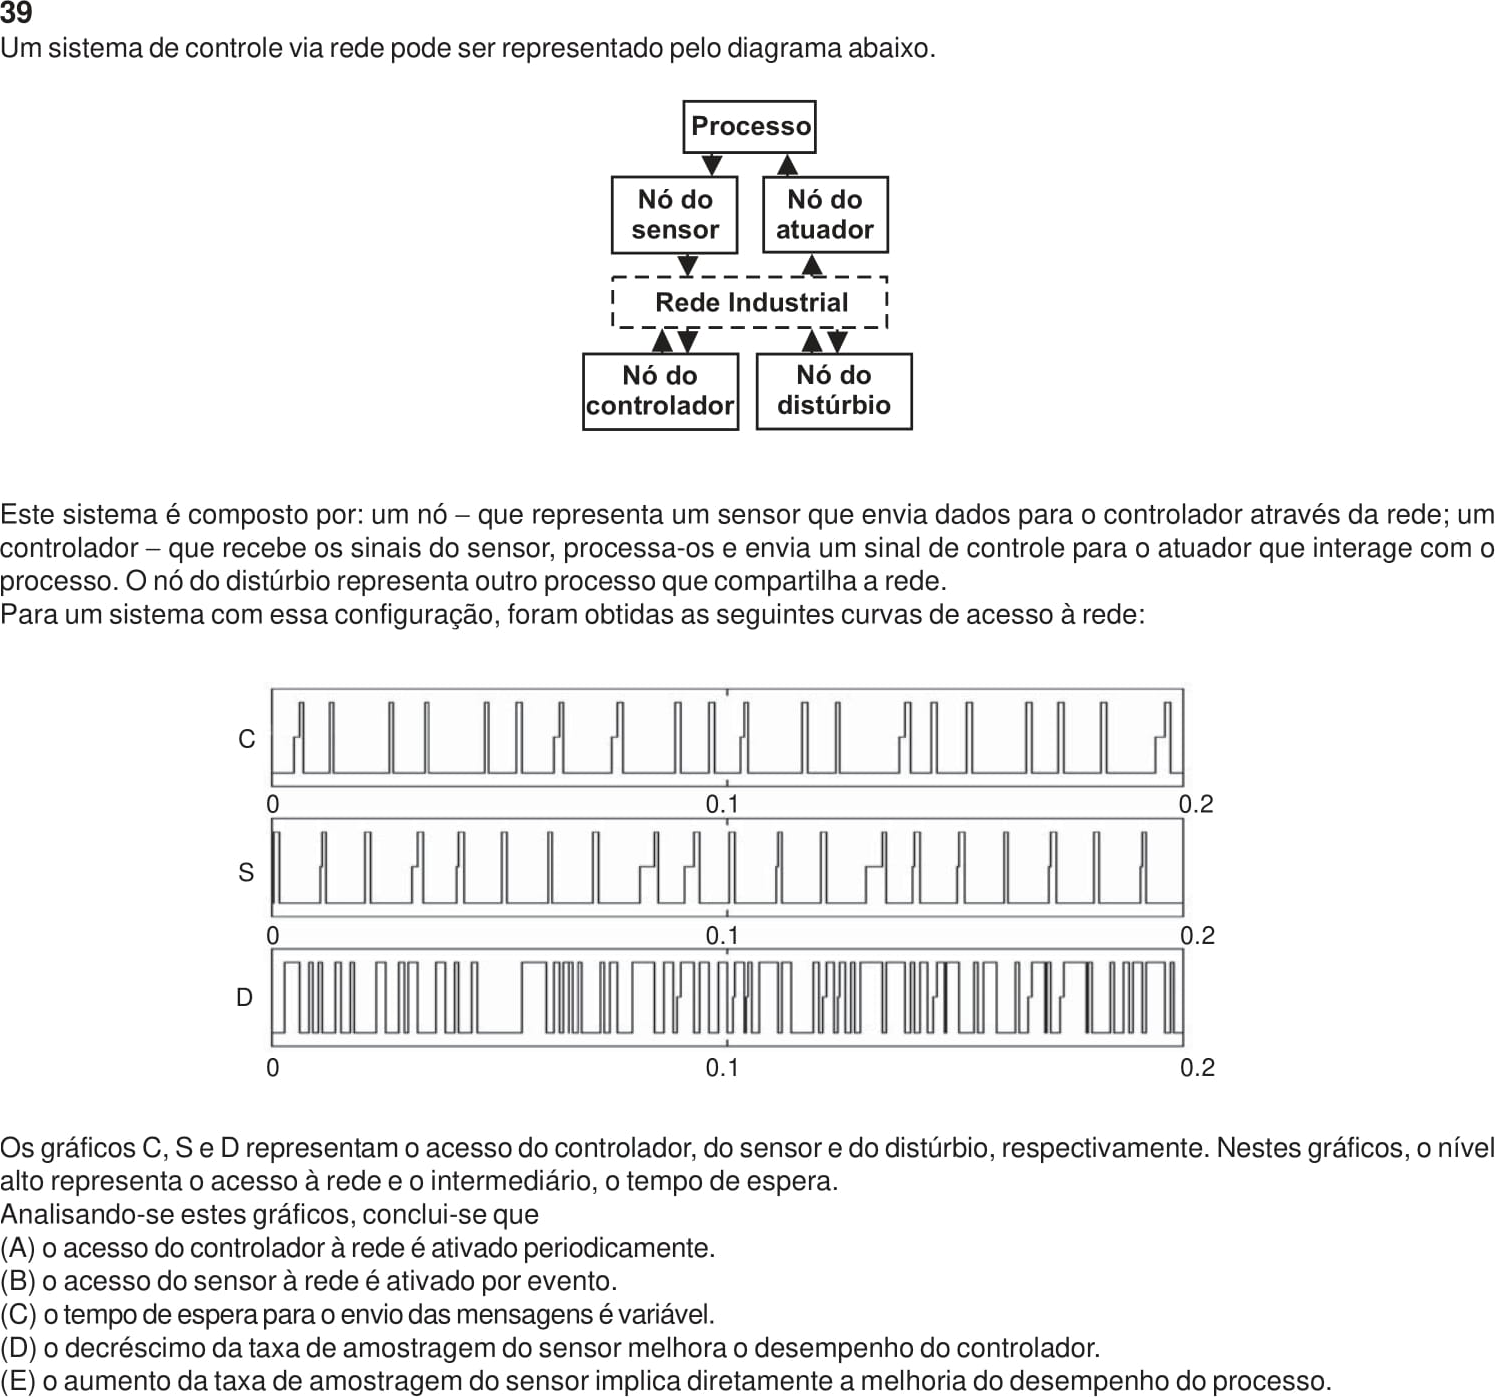 39
Um sistema de controle via rede pode ser representado pelo diagrama abaixo.
Processo
Nó do
sensor
Nó do
atuador
Rede Industrial
Nó do
controlador
Nó do
distúrbio
Este sistema é composto por: um nó – que representa um sensor que envia dados para o controlador através da rede; um
controlador – que recebe os sinais do sensor, processa-os e envia um sinal de controle para o atuador que interage com o
processo. O nó do distúrbio representa outro processo que compartilha a rede.
Para um sistema com essa configuração, foram obtidas as seguintes curvas de acesso à rede:
C
0 0.1 0.2
S
0 0.1 0.2
D
0 0.1 0.2
Os gráficos C, S e D representam o acesso do controlador, do sensor e do distúrbio, respectivamente. Nestes gráficos, o nível
alto representa o acesso à rede e o intermediário, o tempo de espera.
Analisando-se estes gráficos, conclui-se que
(A) o acesso do controlador à rede é ativado periodicamente.
(B) o acesso do sensor à rede é ativado por evento.
(C) o tempo de espera para o envio das mensagens é variável.
(D) o decréscimo da taxa de amostragem do sensor melhora o desempenho do controlador.
(E) o aumento da taxa de amostragem do sensor implica diretamente a melhoria do desempenho do processo.